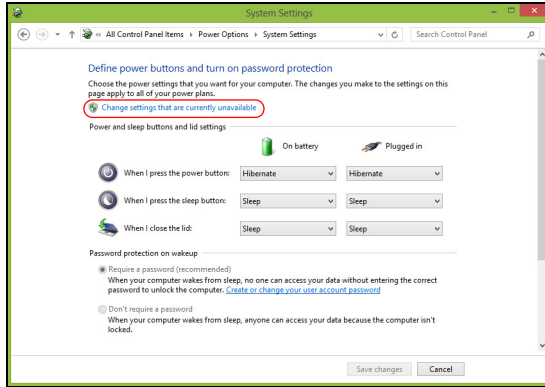 System Settings
« All Control Panel Items ▸ Power Options ▸ System Settings
Search Control Panel
Define power buttons and turn on password protection
Choose the power settings that you want for your computer. The changes you make to the settings on this
page apply to all of your power plans.
Change settings that are currently unavailable
Power and sleep buttons and lid settings
On battery Plugged in
When I press the power button: Hibernate Hibernate
When I press the sleep button: Sleep Sleep
When I close the lid: Sleep Sleep
Password protection on wakeup
Require a password (recommended)
When your computer wakes from sleep, no one can access your data without entering the correct
password to unlock the computer. Create or change your user account password
Don't require a password
When your computer wakes from sleep, anyone can access your data because the computer isn't
locked.
Save changes Cancel